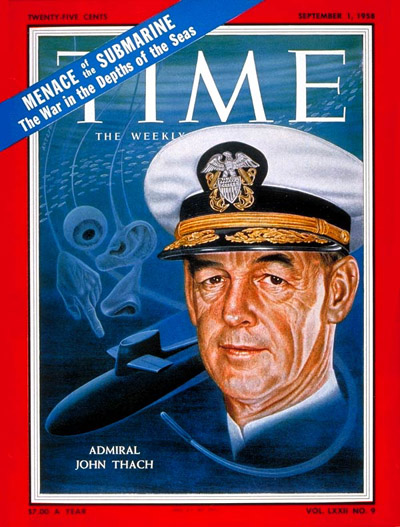 TWENTY-FIVE CENTS
SEPTEMBER 1, 1958
MENACE of the SUBMARINE
The War in the Depths of the Seas
TIME
THE WEEKLY
ADMIRAL
JOHN THACH
$7.00 A YEAR
VOL. LXXII NO. 9